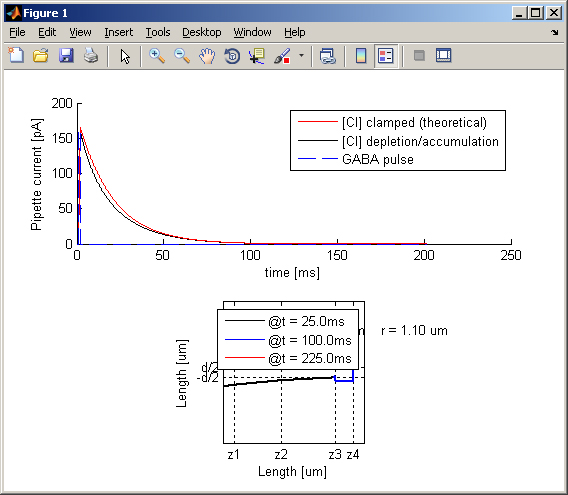 Figure 1
File Edit View Insert Tools Desktop Window Help
200
150
100
50
0
Pipette current [pA]
[Cl] clamped (theoretical)
[Cl] depletion/accumulation
GABA pulse
0 50 100 150 200 250
time [ms]
@t = 25.0ms
@t = 100.0ms
@t = 225.0ms
r = 1.10 um
Length [um]
d/2
-d/2
z1 z2 z3 z4
Length [um]